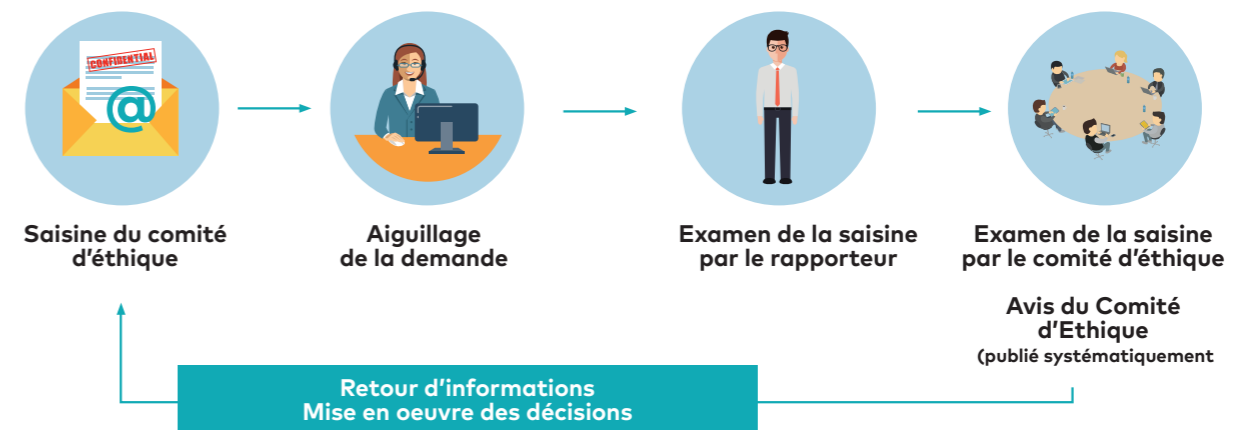 CONFIDENTIAL
@
Saisine du comité
d'éthique
Aiguillage
de la demande
Examen de la saisine
par le rapporteur
Examen de la saisine
par le comité d'éthique
Avis du Comité
d'Ethique
(publié systématiquement
Retour d'informations
Mise en oeuvre des décisions